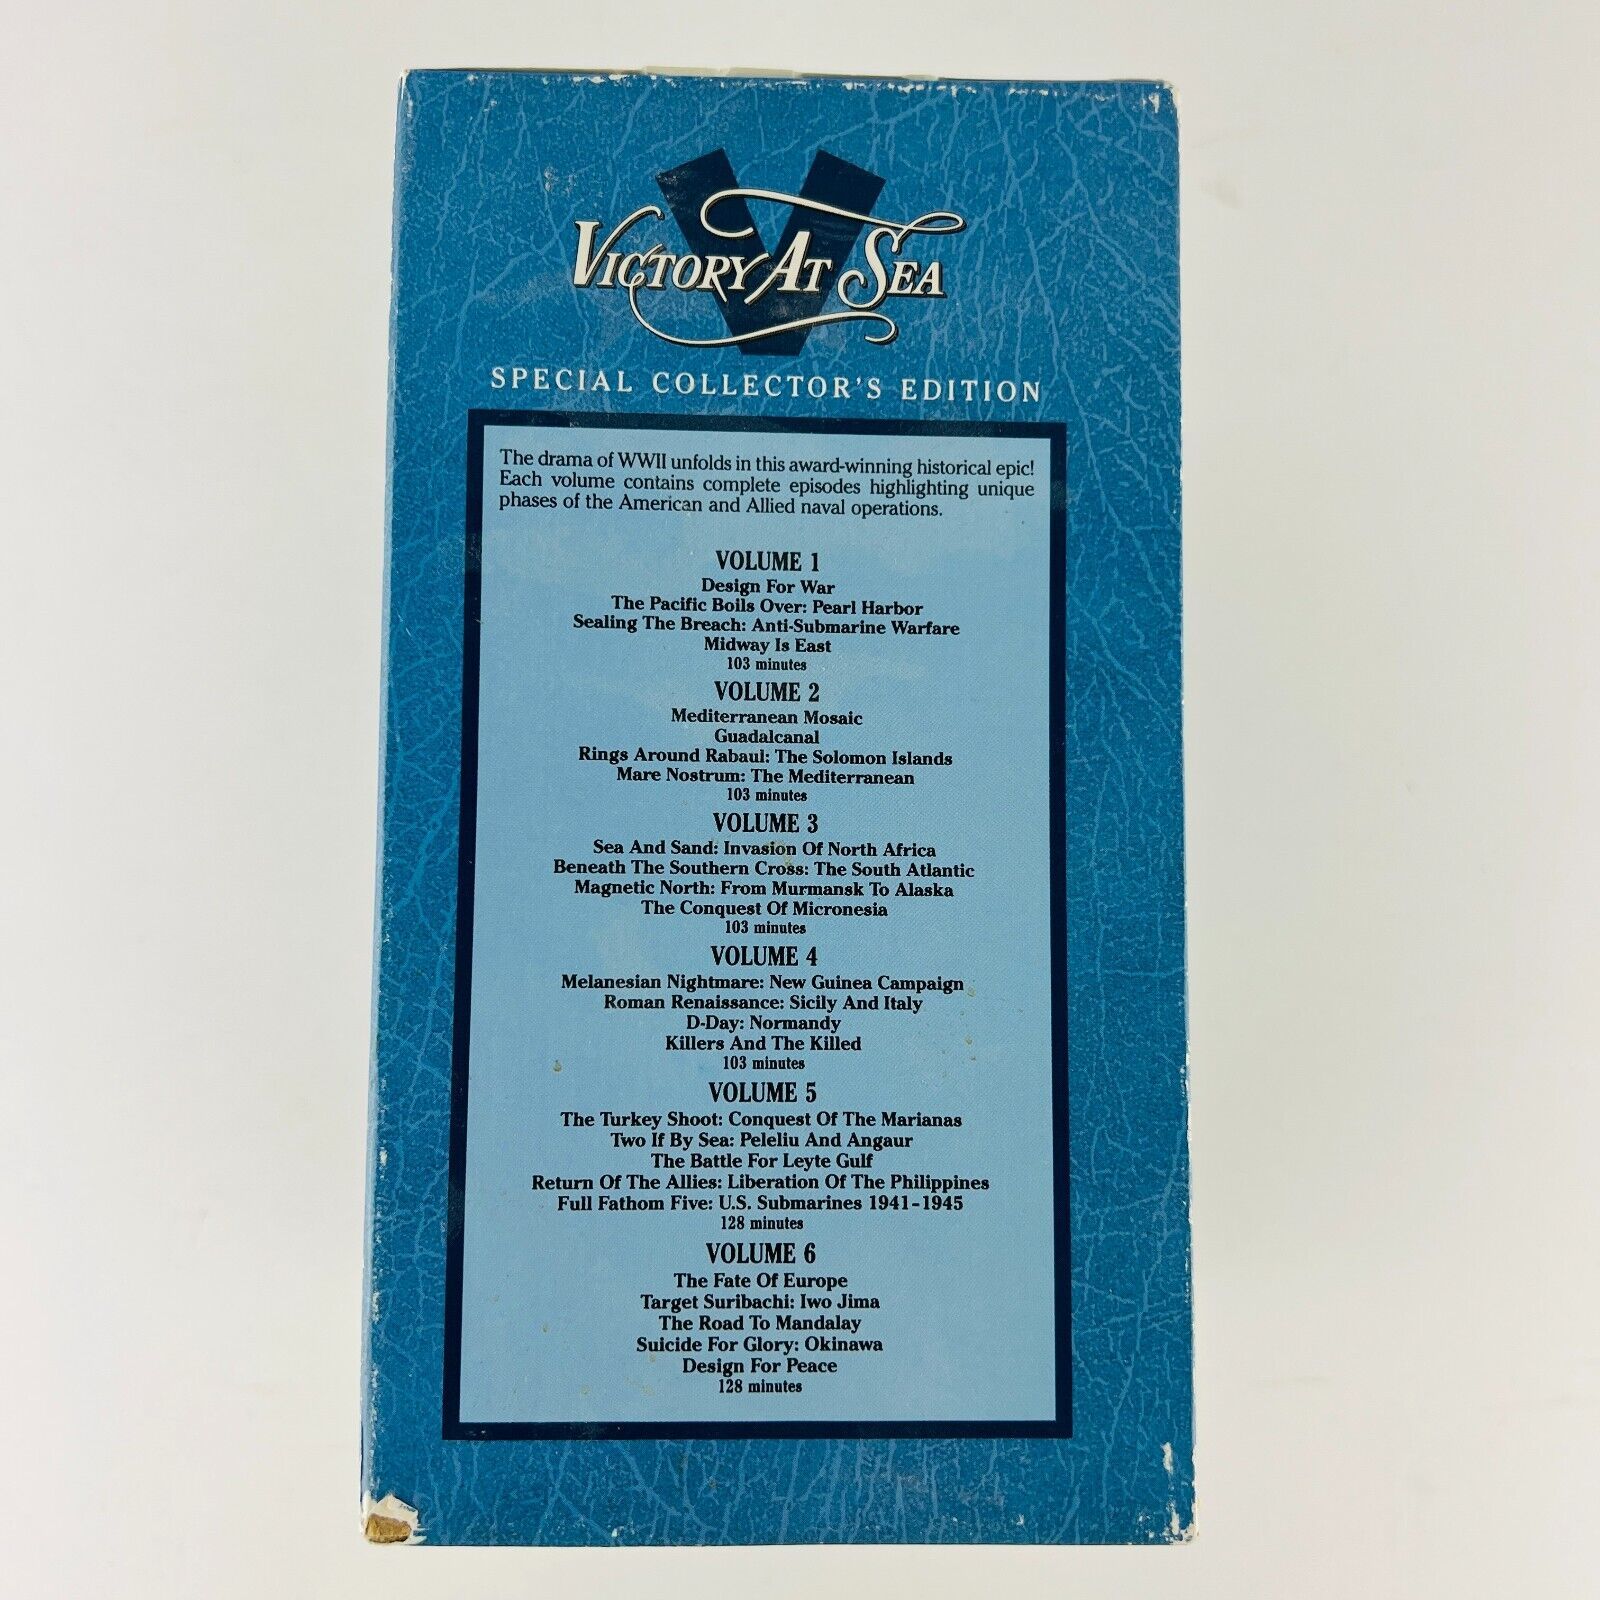 VICTORY AT SEA
SPECIAL COLLECTOR'S EDITION
The drama of WWII unfolds in this award-winning historical epic!
Each volume contains complete episodes highlighting unique
phases of the American and Allied naval operations.
VOLUME 1
Design For War
The Pacific Boils Over: Pearl Harbor
Sealing The Breach: Anti-Submarine Warfare
Midway Is East
103 minutes
VOLUME 2
Mediterranean Mosaic
Guadalcanal
Rings Around Rabaul: The Solomon Islands
Mare Nostrum: The Mediterranean
103 minutes
VOLUME 3
Sea And Sand: Invasion Of North Africa
Beneath The Southern Cross: The South Atlantic
Magnetic North: From Murmansk To Alaska
The Conquest Of Micronesia
103 minutes
VOLUME 4
Melanesian Nightmare: New Guinea Campaign
Roman Renaissance: Sicily And Italy
D-Day: Normandy
Killers And The Killed
103 minutes
VOLUME 5
The Turkey Shoot: Conquest Of The Marianas
Two If By Sea: Peleliu And Angaur
The Battle For Leyte Gulf
Return Of The Allies: Liberation Of The Philippines
Full Fathom Five: U.S. Submarines 1941-1945
128 minutes
VOLUME 6
The Fate Of Europe
Target Suribachi: Iwo Jima
The Road To Mandalay
Suicide For Glory: Okinawa
Design For Peace
128 minutes